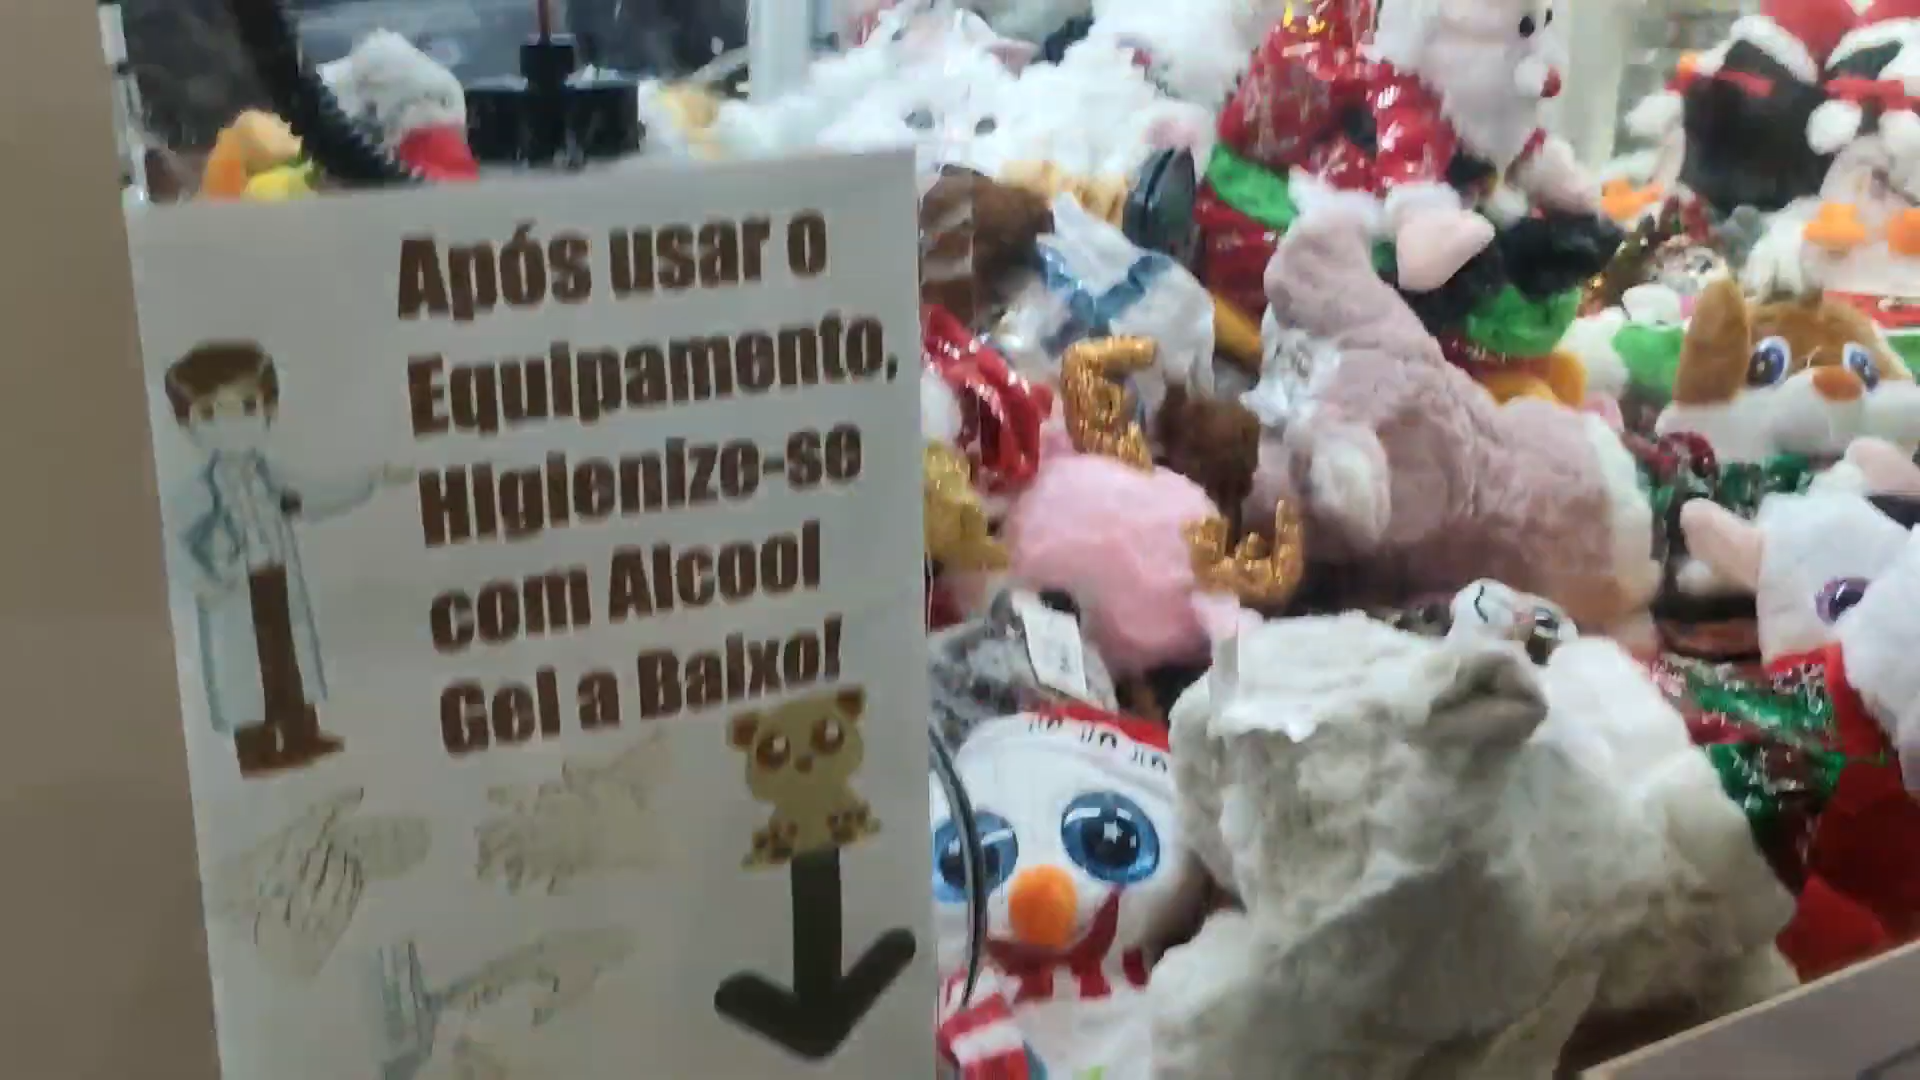 Após usar o
Equipamento,
Higienize-se
com Alcool
Gel a Baixo!